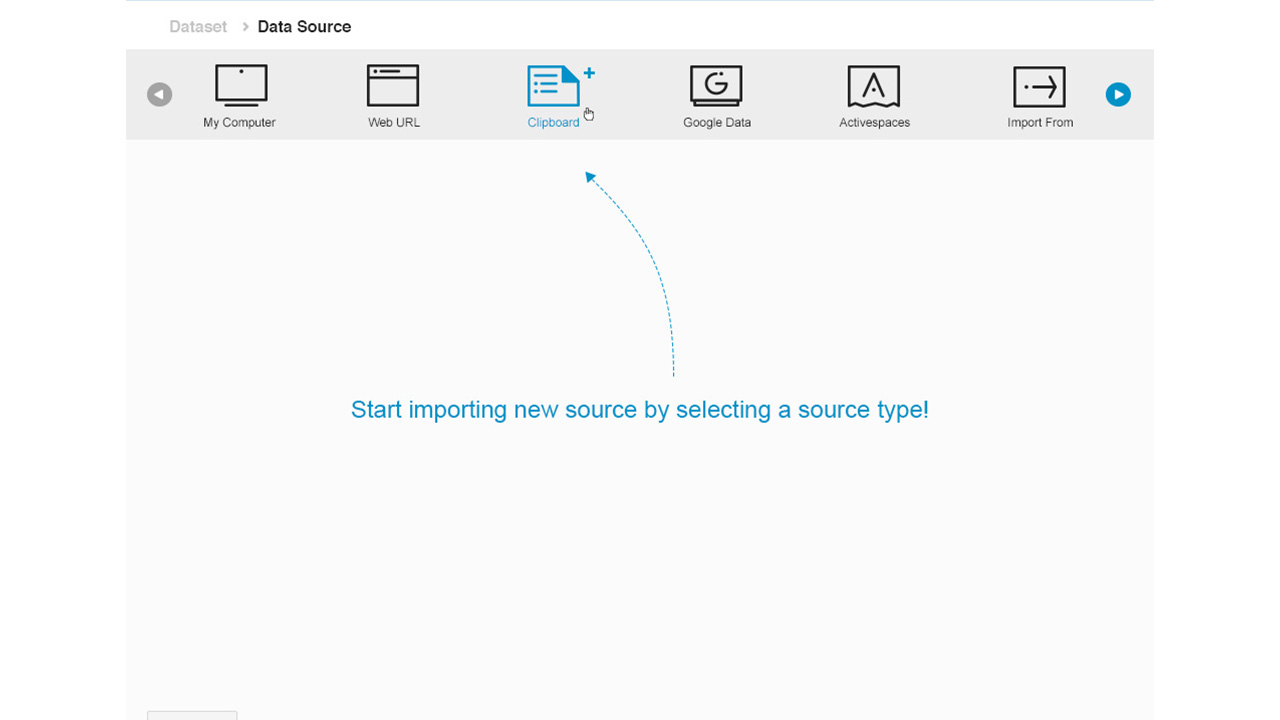 Dataset > Data Source
My Computer
Web URL
Clipboard
Google Data
Activespaces
Import From
Start importing new source by selecting a source type!